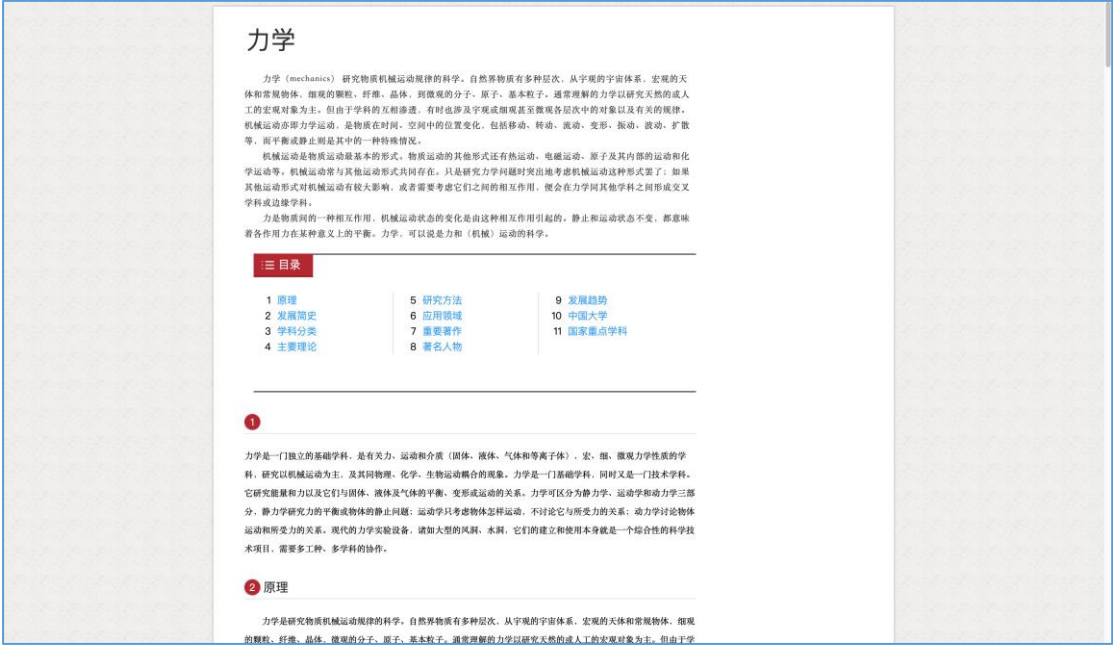 力学
力学（mechanics） 研究物质机械运动规律的科学。自然界物质有多种层次，从宇观的宇宙体系，宏观的天
体和常规物体，细观的颗粒、纤维、晶体，到微观的分子、原子、基本粒子。通常理解的力学以研究天然的或人
工的宏观对象为主。但由于学科的互相渗透，有时也涉及宇观或细观甚至微观各层次中的对象以及有关的规律。
机械运动亦即力学运动，是物质在时间、空间中的位置变化，包括移动、转动、流动、变形、振动、波动、扩散
等，而平衡或静止则是其中的一种特殊情况。
机械运动是物质运动最基本的形式。物质运动的其他形式还有热运动、电磁运动、原子及其内部的运动和化
学运动等。机械运动常与其他运动形式共同存在。只是研究力学问题时突出地考虑机械运动这种形式罢了；如果
其他运动形式对机械运动有较大影响，或者需要考虑它们之间的相互作用，便会在力学同其他学科之间形成交叉
学科或边缘学科。
力是物质间的一种相互作用，机械运动状态的变化是由这种相互作用引起的。静止和运动状态不变，都意味
着各作用力在某种意义上的平衡。力学，可以说是力和（机械）运动的科学。
目录
1 原理
2 发展简史
3 学科分类
4 主要理论
5 研究方法
6 应用领域
7 重要著作
8 著名人物
9 发展趋势
10 中国大学
11 国家重点学科
1
力学是一门独立的基础学科，是有关力、运动和介质（固体、液体、气体和等离子体），宏、细、微观力学性质的学
科，研究以机械运动为主，及其同物理、化学、生物运动耦合的现象。力学是一门基础学科，同时又是一门技术学科。
它研究能量和力以及它们与固体、液体及气体的平衡、变形或运动的关系。力学可区分为静力学、运动学和动力学三部
分，静力学研究力的平衡或物体的静止问题；运动学只考虑物体怎样运动，不讨论它与所受力的关系；动力学讨论物体
运动和所受力的关系。现代的力学实验设备，诸如大型的风洞、水洞，它们的建立和使用本身就是一个综合性的科学技
术项目，需要多工种、多学科的协作。
2 原理
力学是研究物质机械运动规律的科学。自然界物质有多种层次，从宇观的宇宙体系，宏观的天体和常规物体，细观
的颗粒、纤维、晶体，微观的分子、原子、基本粒子。通常理解的力学以研究天然的或人工的宏观对象为主。但由于学